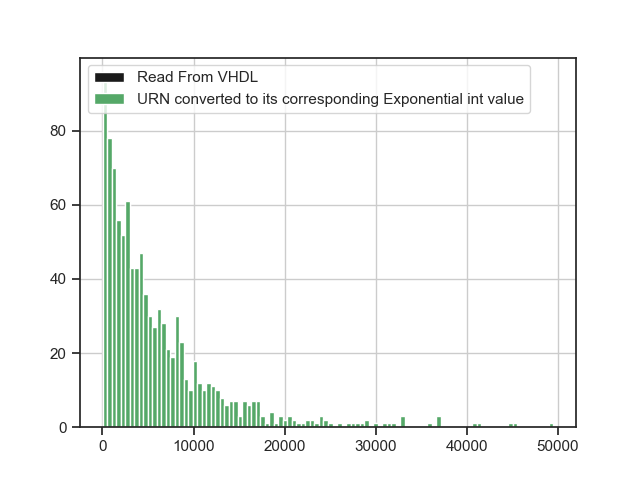 Read From VHDL
URN converted to its corresponding Exponential int value
80
60
40
20
0
0 10000 20000 30000 40000 50000